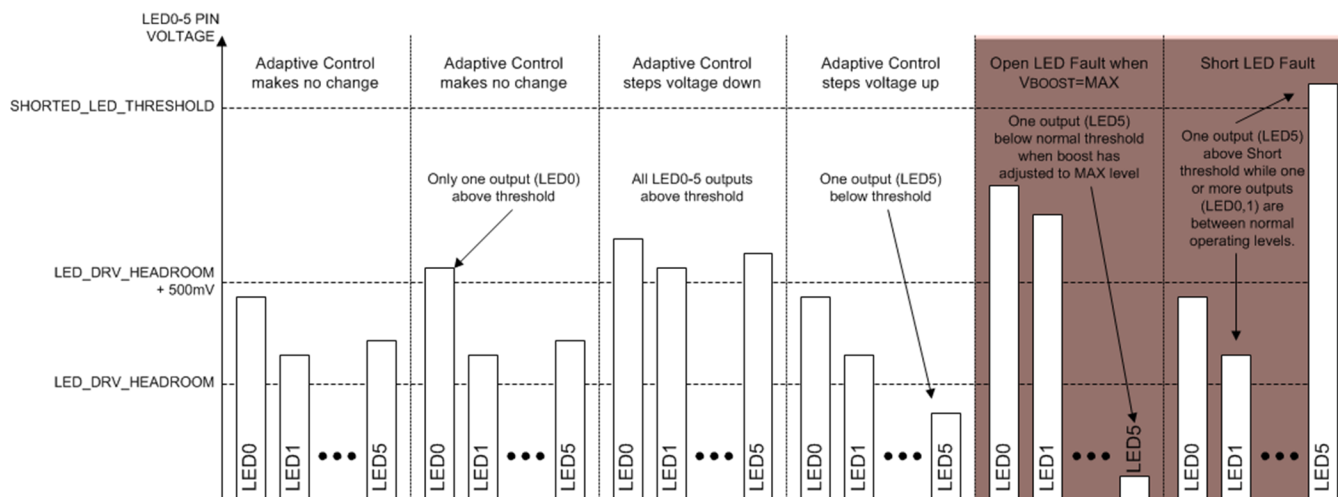 LED0-5 PIN
VOLTAGE
SHORTED_LED_THRESHOLD
LED_DRV_HEADROOM
+ 500mV
LED_DRV_HEADROOM
Adaptive Control
makes no change
LED0
LED1
LED5
Adaptive Control
makes no change
Only one output (LED0)
above threshold
LED0
LED1
LED5
Adaptive Control
steps voltage down
All LED0-5 outputs
above threshold
LED0
LED1
LED5
Adaptive Control
steps voltage up
One output (LED5)
below threshold
LED0
LED1
LED5
Open LED Fault when
VBOOST=MAX
One output (LED5)
below normal threshold
when boost has
adjusted to MAX level
LED0
LED1
LED5
Short LED Fault
One output (LED5)
above Short
threshold while one
or more outputs
(LED0,1) are
between normal
operating levels.
LED0
LED1
LED5